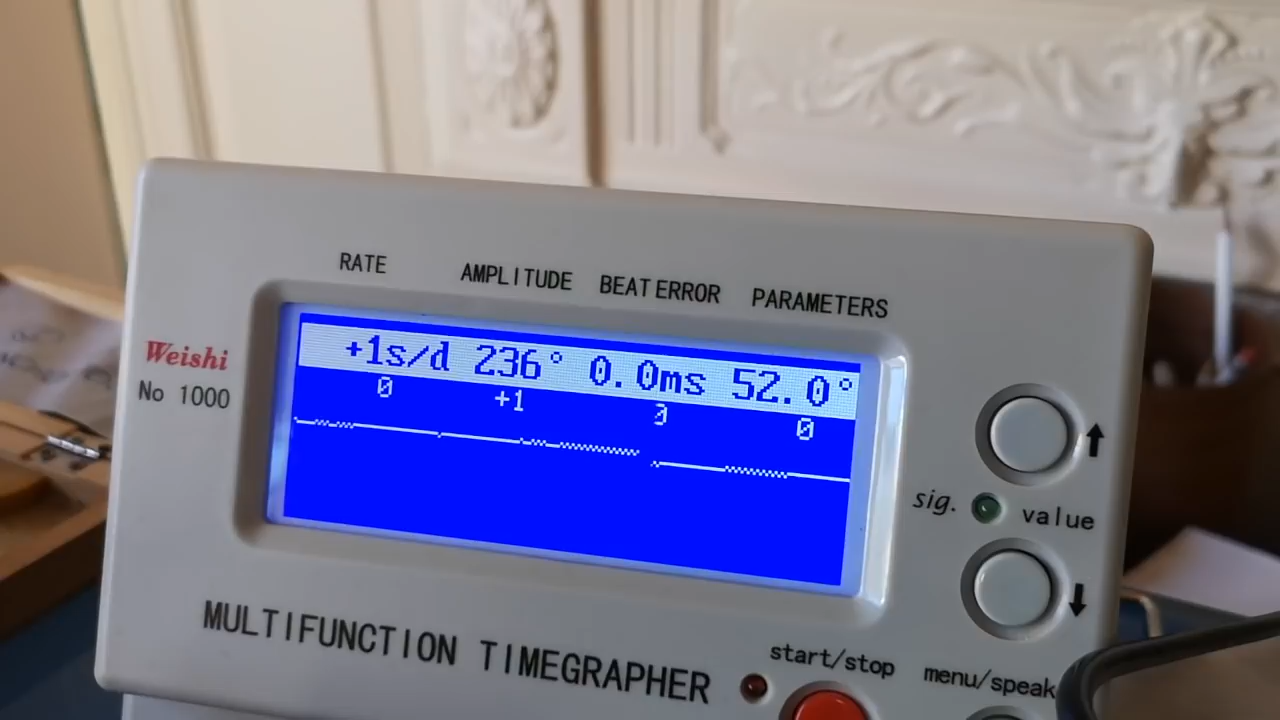 RATE AMPLITUDE BEAT ERROR PARAMETERS
+1s/d 236° 0.0ms 52.0°
0 +1 0
Weishi
No 1000
sig. value
MULTIFUNCTION TIMEGRAPHER
start/stop menu/speak